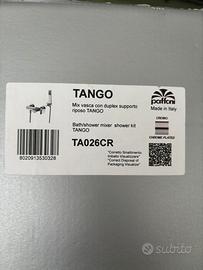 TANGO
Mix vasca con duplex supporto
riposo TANGO
Bath/shower mixer shower kit
TANGO
TA026CR
paffoni
Made in Italy
CROMO
CHROME PLATED
8020913530328
"Corretto Smaltimento
Imballo Visualizzare"
"Correct Disposal of
Packaging Visualize"
subito